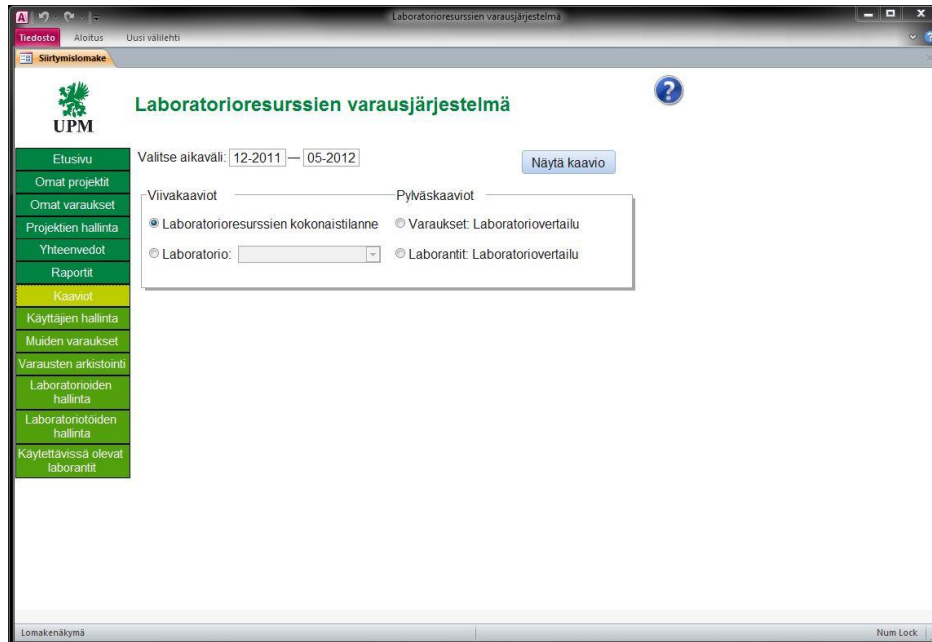 Laboratorioresurssien varausjärjestelmä
Tiedosto Aloitus Uusi välilehti
Siirtymislomake
UPM
Laboratorioresurssien varausjärjestelmä
?
Valitse aikaväli: 12-2011 — 05-2012
Näytä kaavio
Etusivu
Omat projektit
Omat varaukset
Projektien hallinta
Yhteenvedot
Raportit
Kaaviot
Käyttäjien hallinta
Muiden varaukset
Varausten arkistointi
Laboratorioiden
hallinta
Laboratoriotöiden
hallinta
Käytettävissä olevat
laborantit
Viivakaaviot Pylväskaaviot
Laboratorioresurssien kokonaistilanne Varaukset: Laboratoriovertailu
Laboratorio: Laborantit: Laboratoriovertailu
Lomakenäkymä Num Lock